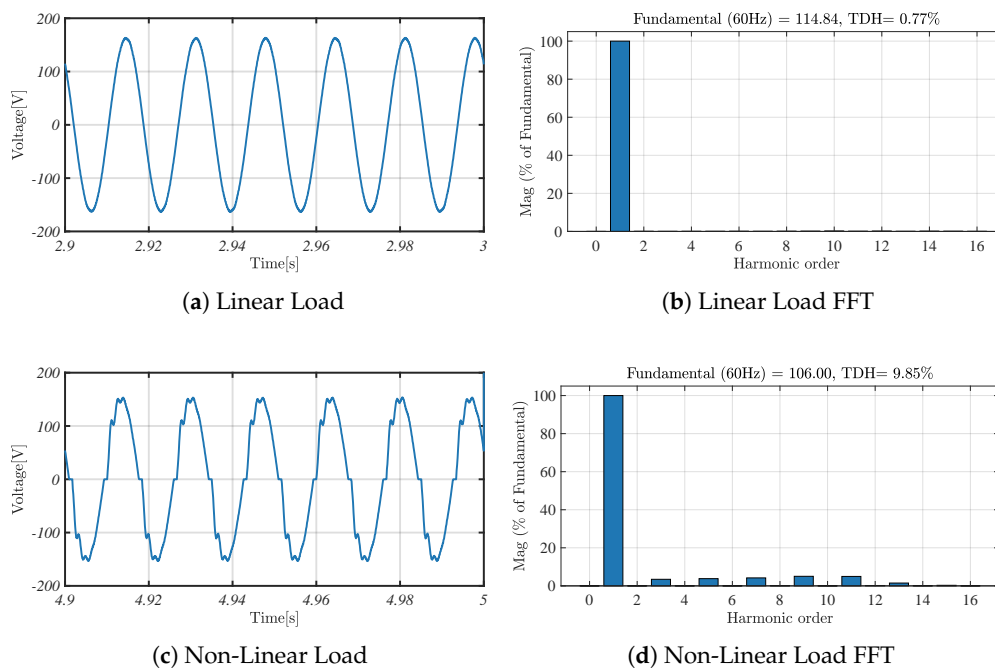 200
100
0
-100
-200
Voltage[V]
2.9 2.92 2.94 2.96 2.98 3
Time[s]
(a) Linear Load
Fundamental (60Hz) = 114.84, TDH= 0.77%
100
80
60
40
20
0
Mag (% of Fundamental)
0 2 4 6 8 10 12 14 16
Harmonic order
(b) Linear Load FFT
200
100
0
-100
-200
Voltage[V]
4.9 4.92 4.94 4.96 4.98 5
Time[s]
(c) Non-Linear Load
Fundamental (60Hz) = 106.00, TDH= 9.85%
100
80
60
40
20
0
Mag (% of Fundamental)
0 2 4 6 8 10 12 14 16
Harmonic order
(d) Non-Linear Load FFT